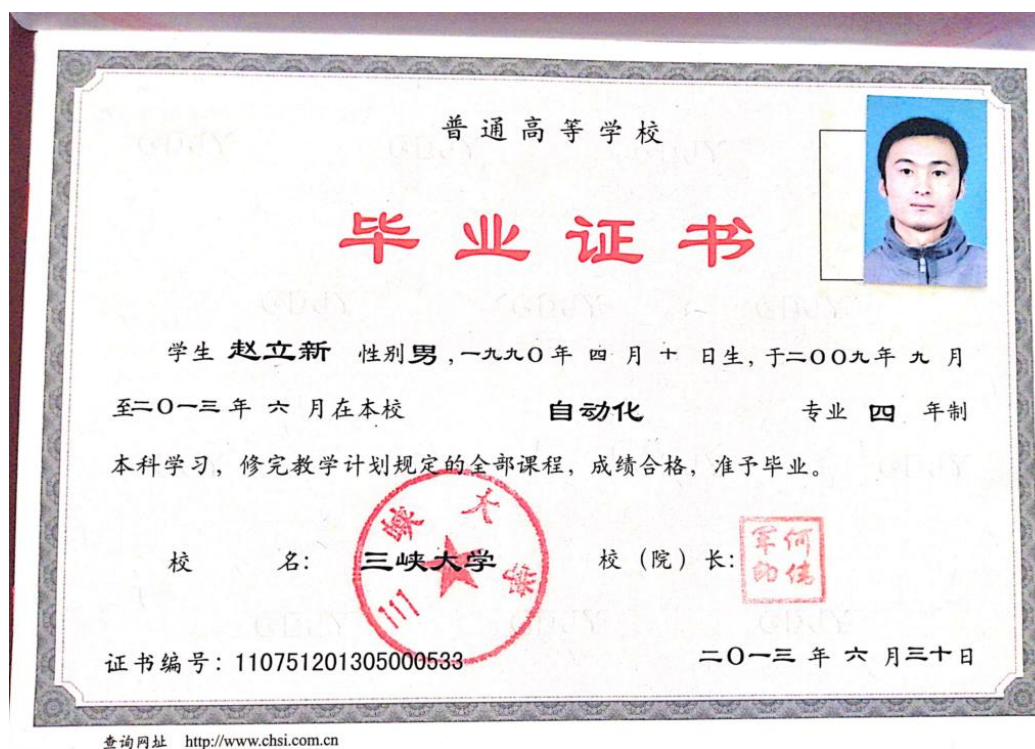 普通高等学校
毕业证书
学生 赵立新 性别男,一九九〇年 四 月 十 日生,于二〇〇九年 九 月
至二〇一三年 六 月在本校 自动化 专业 四 年制
本科学习，修完教学计划规定的全部课程，成绩合格，准予毕业。
校 名: 三峡大学 校（院）长:
三峡大学
何伟军印
证书编号: 110751201305000533 二〇一三 年 六 月三十日
查询网址 http://www.chsi.com.cn